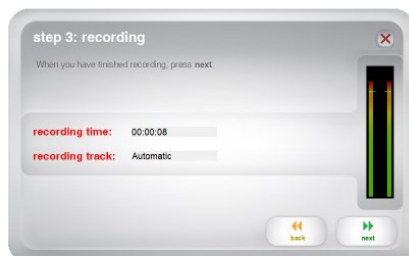 step 3: recording
When you have finished recording, press next.
recording time: 00:00:08
recording track: Automatic
back next